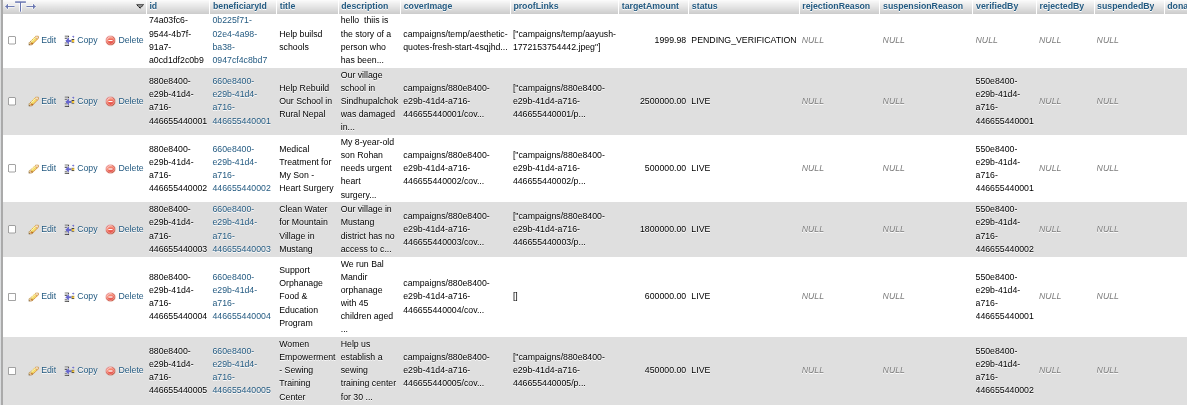 id beneficiaryId title description coverImage proofLinks targetAmount status rejectionReason suspensionReason verifiedBy rejectedBy suspendedBy dona
Edit Copy Delete
74a03fc6-
9544-4b7f-
91a7-
a0cd1df2c0b9
0b225f71-
02e4-4a98-
ba38-
0947cf4c8bd7
Help builsd
schools
hello thiis is
the story of a
person who
has been...
campaigns/temp/aesthetic-
quotes-fresh-start-4sqjhd...
["campaigns/temp/aayush-
1772153754442.jpeg"]
1999.98
PENDING_VERIFICATION
NULL
NULL
NULL
NULL
NULL
Edit Copy Delete
880e8400-
e29b-41d4-
a716-
446655440001
660e8400-
e29b-41d4-
a716-
446655440001
Help Rebuild
Our School in
Rural Nepal
Our village
school in
Sindhupalchok
was damaged
in...
campaigns/880e8400-
e29b-41d4-a716-
446655440001/cov...
["campaigns/880e8400-
e29b-41d4-a716-
446655440001/p...
2500000.00
LIVE
NULL
NULL
550e8400-
e29b-41d4-
a716-
446655440001
NULL
NULL
Edit Copy Delete
880e8400-
e29b-41d4-
a716-
446655440002
660e8400-
e29b-41d4-
a716-
446655440002
Medical
Treatment for
My Son -
Heart Surgery
My 8-year-old
son Rohan
needs urgent
heart
surgery...
campaigns/880e8400-
e29b-41d4-a716-
446655440002/cov...
["campaigns/880e8400-
e29b-41d4-a716-
446655440002/p...
500000.00
LIVE
NULL
NULL
550e8400-
e29b-41d4-
a716-
446655440001
NULL
NULL
Edit Copy Delete
880e8400-
e29b-41d4-
a716-
446655440003
660e8400-
e29b-41d4-
a716-
446655440003
Clean Water
for Mountain
Village in
Mustang
Our village in
Mustang
district has no
access to c...
campaigns/880e8400-
e29b-41d4-a716-
446655440003/cov...
["campaigns/880e8400-
e29b-41d4-a716-
446655440003/p...
1800000.00
LIVE
NULL
NULL
550e8400-
e29b-41d4-
a716-
446655440002
NULL
NULL
Edit Copy Delete
880e8400-
e29b-41d4-
a716-
446655440004
660e8400-
e29b-41d4-
a716-
446655440004
Support
Orphanage
Food &
Education
Program
We run Bal
Mandir
orphanage
with 45
children aged
...
campaigns/880e8400-
e29b-41d4-a716-
446655440004/cov...
[]
600000.00
LIVE
NULL
NULL
550e8400-
e29b-41d4-
a716-
446655440001
NULL
NULL
Edit Copy Delete
880e8400-
e29b-41d4-
a716-
446655440005
660e8400-
e29b-41d4-
a716-
446655440005
Women
Empowerment
- Sewing
Training
Center
Help us
establish a
sewing
training center
for 30 ...
campaigns/880e8400-
e29b-41d4-a716-
446655440005/cov...
["campaigns/880e8400-
e29b-41d4-a716-
446655440005/p...
450000.00
LIVE
NULL
NULL
550e8400-
e29b-41d4-
a716-
446655440002
NULL
NULL